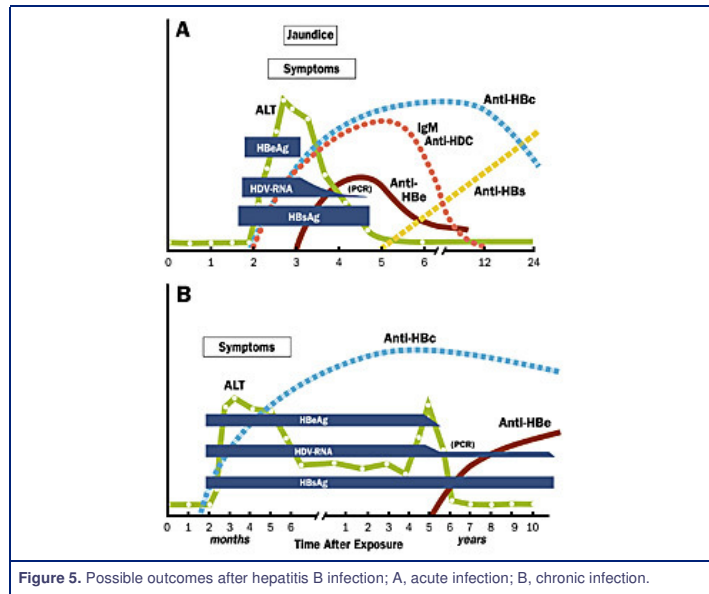 A
Jaundice
Symptoms
ALT
Anti-HBc
IgM
Anti-HDC
HBeAg
HDV-RNA
(PCR)
Anti-
HBe
Anti-HBs
HBsAg
0 1 2 3 4 5 6 12 24
B
Symptoms
Anti-HBc
ALT
Anti-HBe
HBeAg
HDV-RNA
(PCR)
HBsAg
0 1 2 3 4 5 6 1 2 3 4 5 6 7 8 9 10
months Time After Exposure years
Figure 5. Possible outcomes after hepatitis B infection; A, acute infection; B, chronic infection.